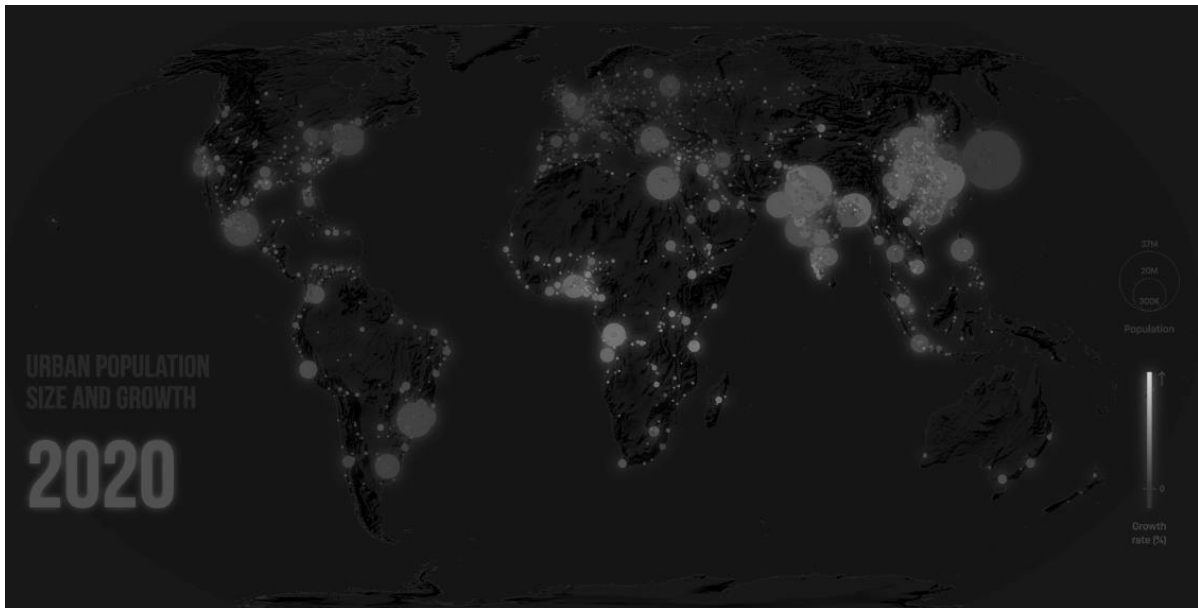 37M
20M
300K
Population
URBAN POPULATION
SIZE AND GROWTH
2020
0
Growth
rate (%)